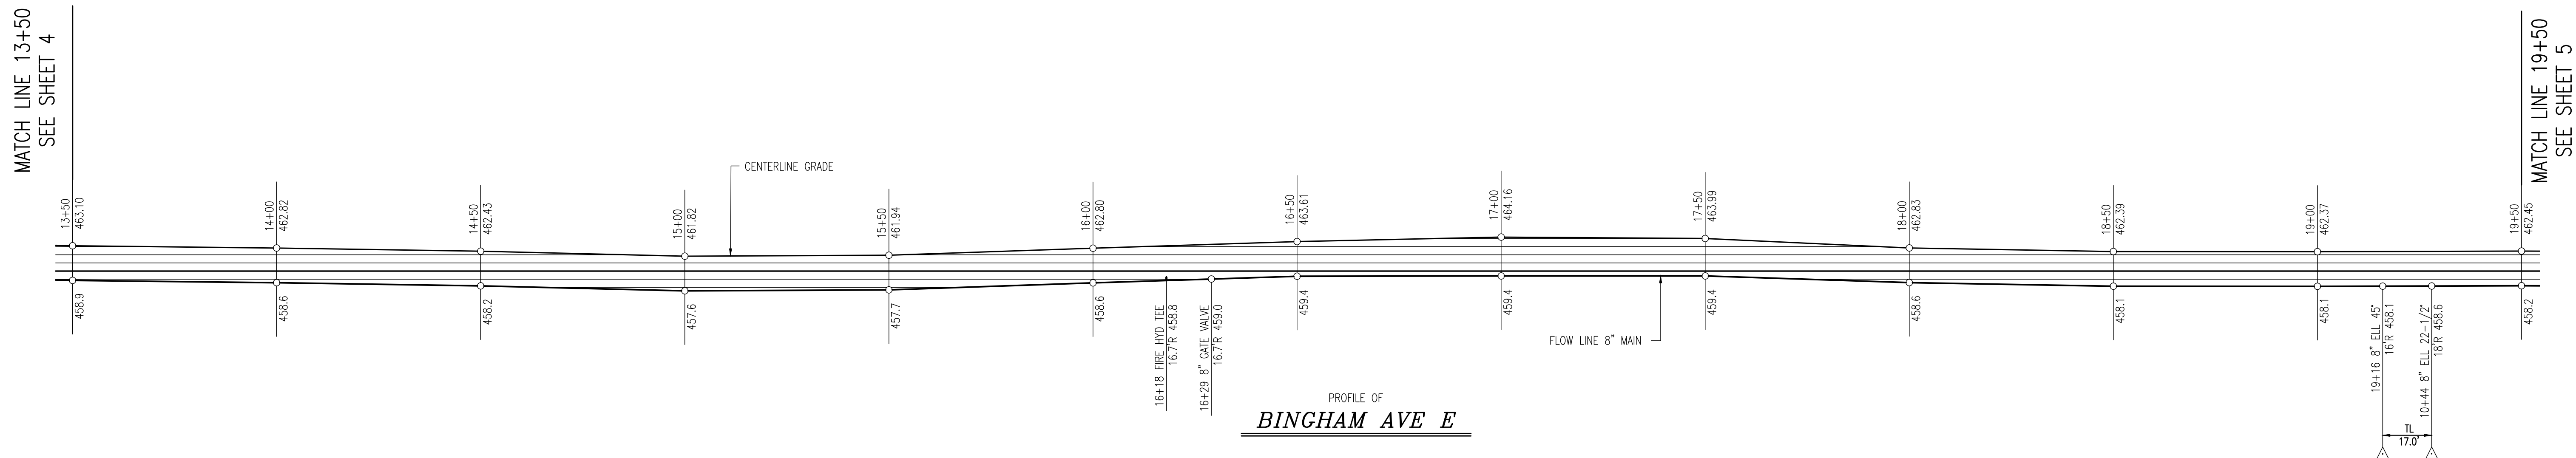 MATCH LINE 13+50
SEE SHEET 4
13+50
463.10
14+00
462.82
14+50
462.43
15+00
461.82
15+50
461.94
16+00
462.80
16+50
463.61
17+00
464.16
17+50
463.99
18+00
462.83
18+50
462.39
19+00
462.37
19+50
462.45
MATCH LINE 19+50
SEE SHEET 5
CENTERLINE GRADE
458.9
458.6
458.2
457.6
457.7
458.6
16+18 FIRE HYD TEE
16.7'R 458.8
16+29 8" GATE VALVE
16.7'R 459.0
459.4
459.4
459.4
458.6
458.1
458.1
19+16 8" ELL 45°
16'R 458.1
10+44 8" ELL 22-1/2°
18'R 458.6
458.2
FLOW LINE 8" MAIN
PROFILE OF
BINGHAM AVE E
TL
17.0'